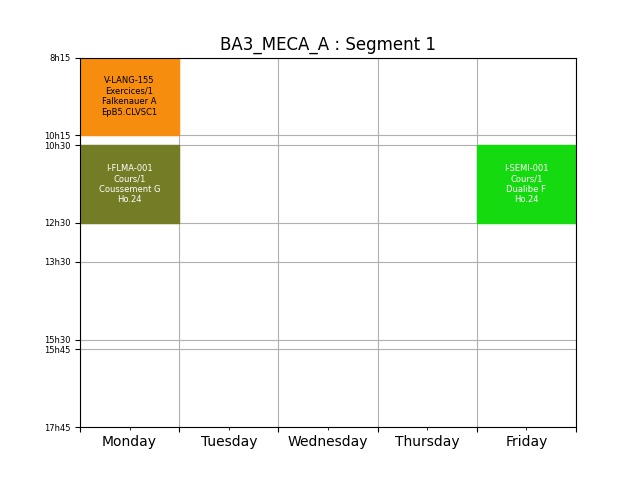 BA3_MECA_A : Segment 1
8h15
V-LANG-155
Exercices/1
Falkenauer A
EpB5.CLVSC1
10h15
10h30
I-FLMA-001
Cours/1
Coussement G
Ho.24
I-SEMI-001
Cours/1
Dualibe F
Ho.24
12h30
13h30
15h30
15h45
17h45
Monday Tuesday Wednesday Thursday Friday